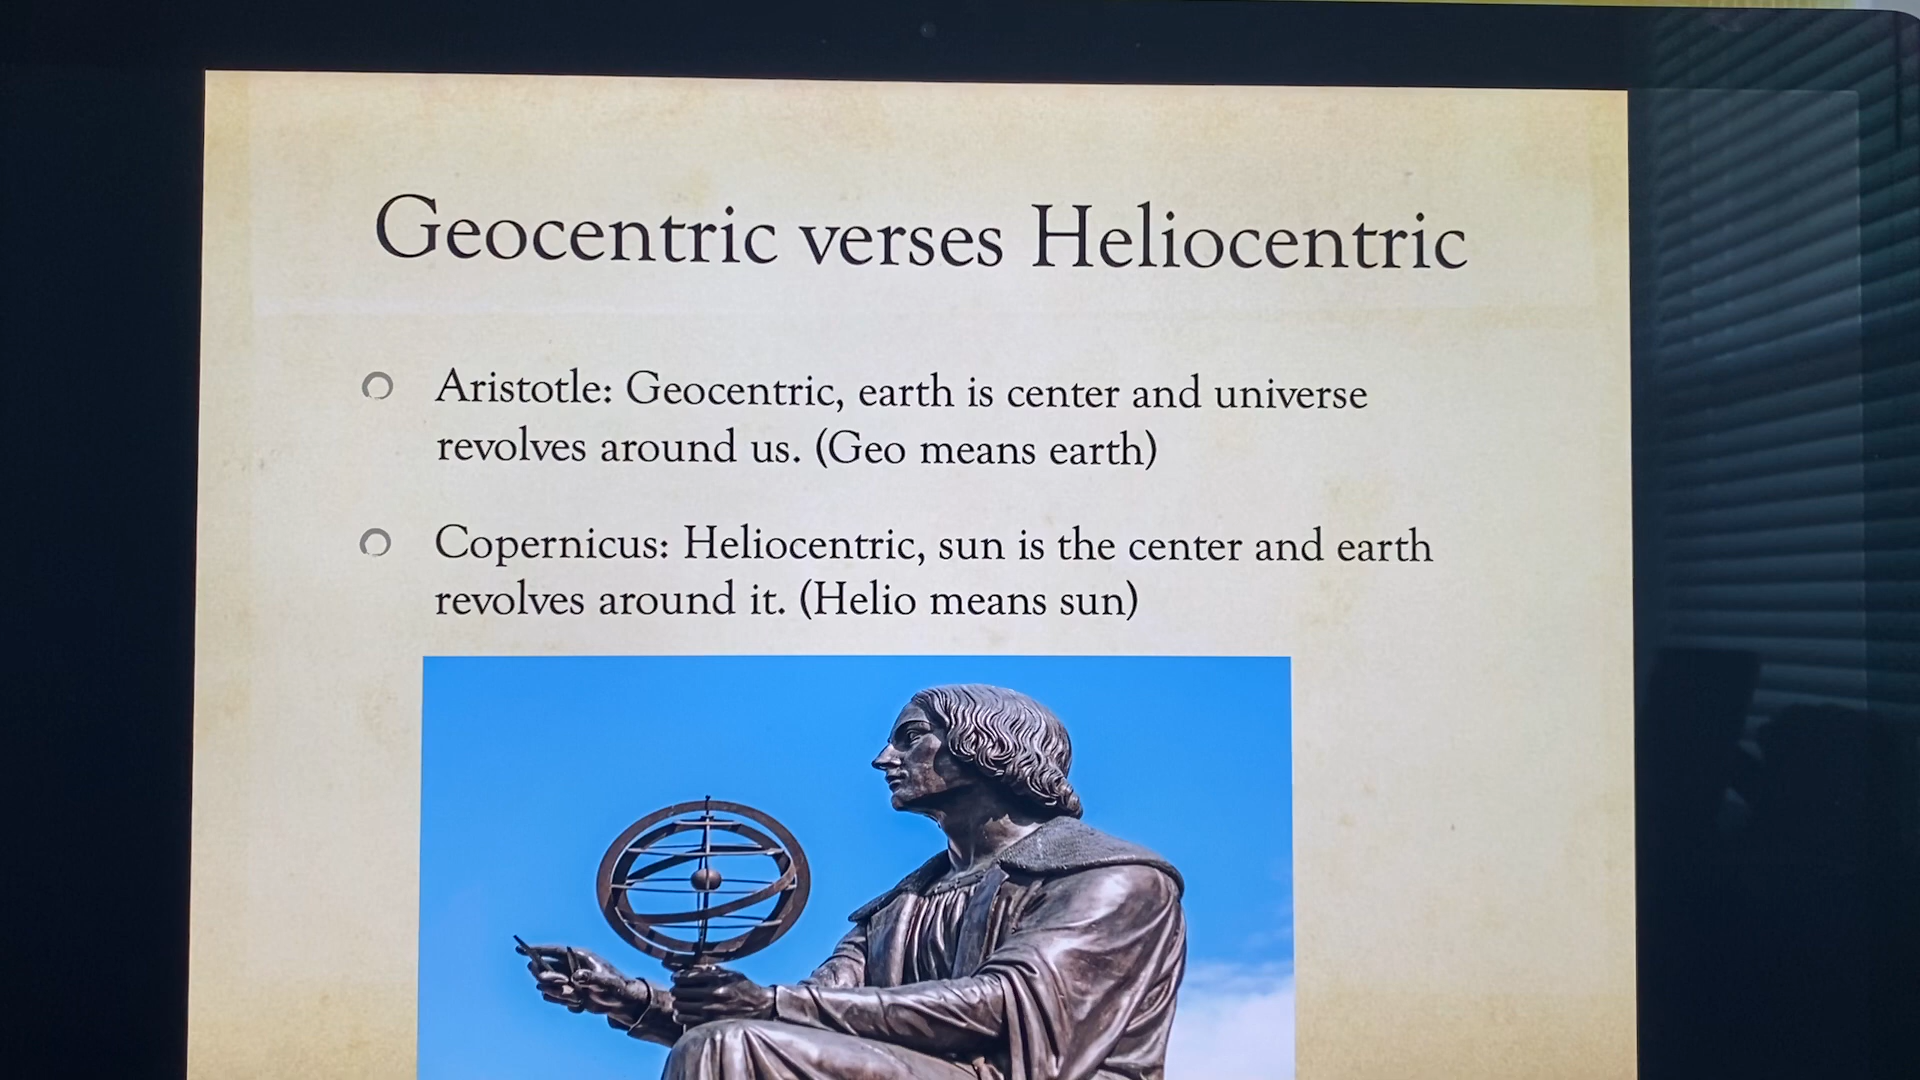 Geocentric verses Heliocentric
Aristotle: Geocentric, earth is center and universe
revolves around us. (Geo means earth)
Copernicus: Heliocentric, sun is the center and earth
revolves around it. (Helio means sun)